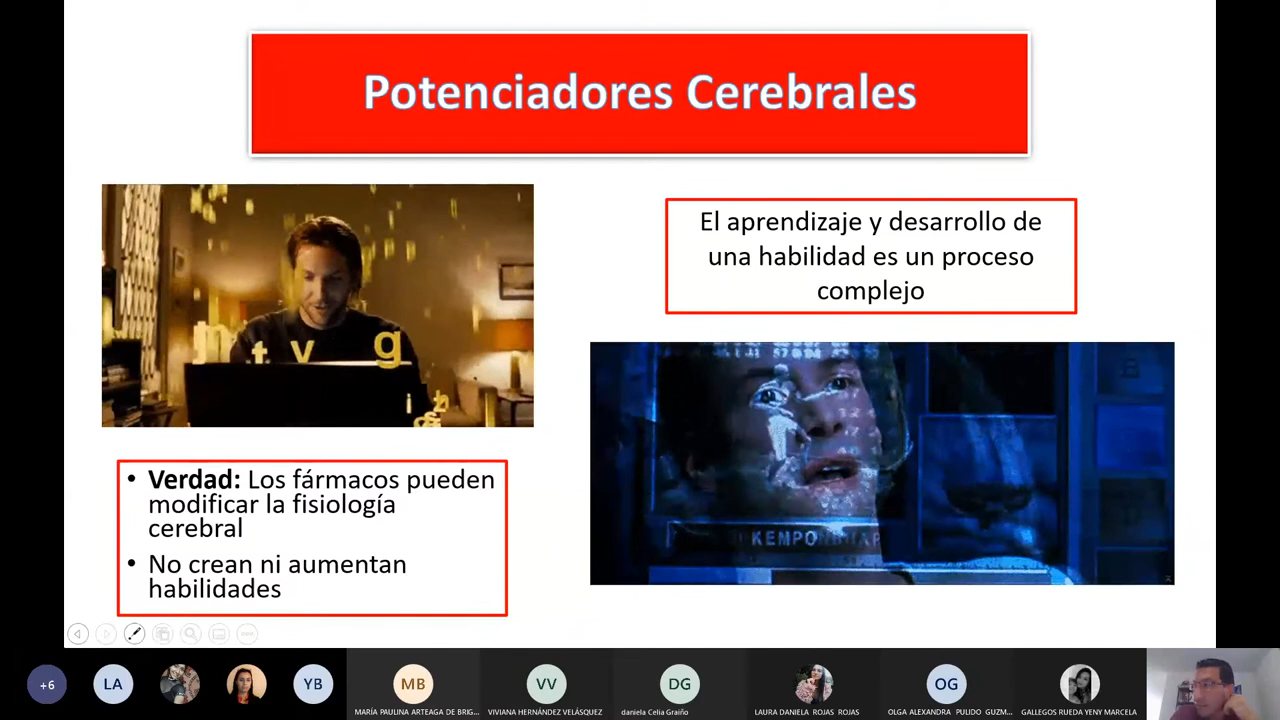 Potenciadores Cerebrales
El aprendizaje y desarrollo de
una habilidad es un proceso
complejo
m t v g
i
• Verdad: Los fármacos pueden
modificar la fisiología
cerebral
• No crean ni aumentan
habilidades
+6
LA
YB
MB
VV
DG
OG
MARÍA PAULINA ARTEAGA DE BRIG...
VIVIANA HERNÁNDEZ VELÁSQUEZ
daniela Celia Graiño
LAURA DANIELA ROJAS ROJAS
OLGA ALEXANDRA PULIDO GUZM...
GALLEGOS RUEDA YENY MARCELA